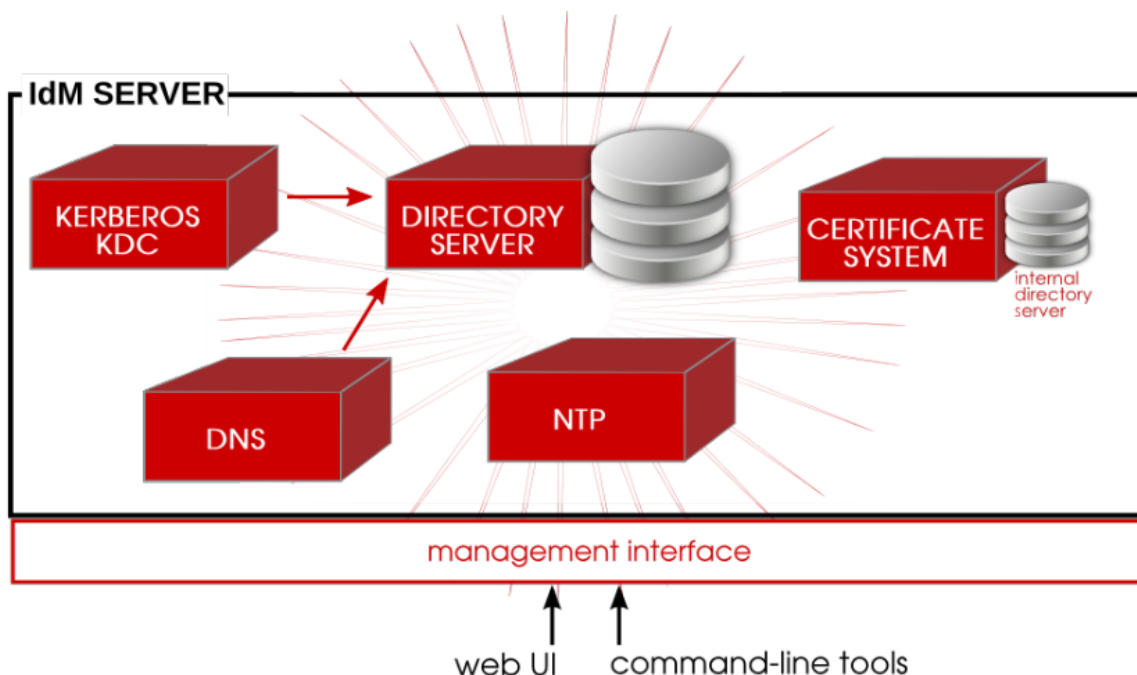 IdM SERVER
KERBEROS
KDC
DIRECTORY
SERVER
CERTIFICATE
SYSTEM
internal
directory
server
DNS
NTP
management interface
web UI
command-line tools